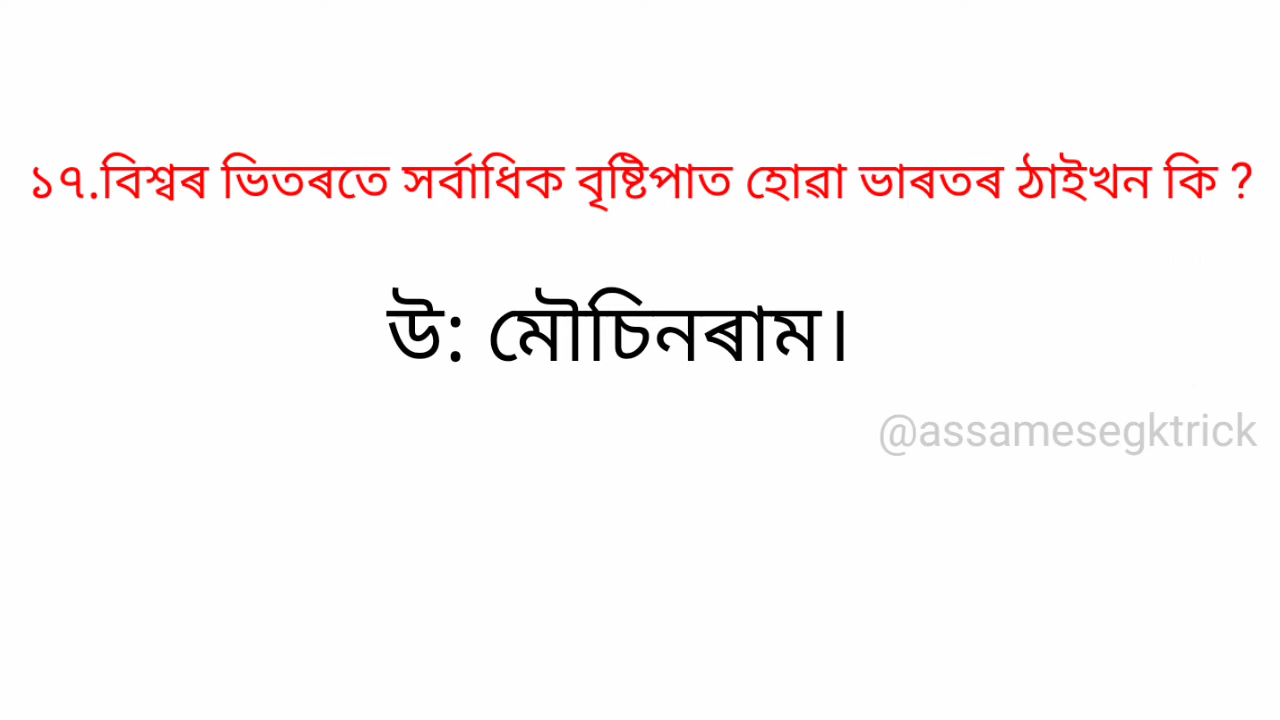 ১৭.বিশ্বৰ ভিতৰতে সৰ্বাধিক বৃষ্টিপাত হোৱা ভাৰতৰ ঠাইখন কি ?
উ: মৌচিনৰাম।
@assamesegktrick